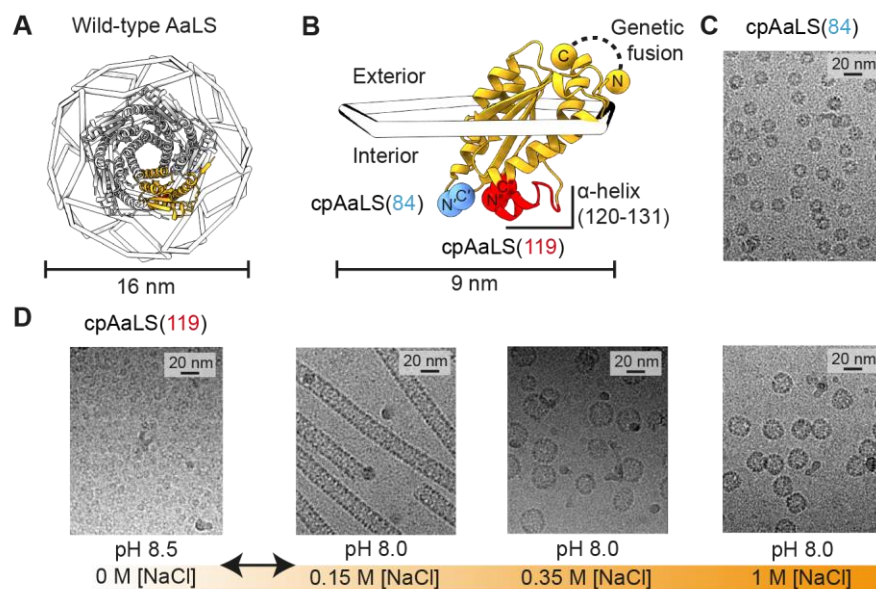 A
Wild-type AaLS
16 nm
B
Exterior
Interior
C
N
Genetic
fusion
N' C'
cpAaLS(84)
N' C'
cpAaLS(119)
α-helix
(120-131)
9 nm
C
cpAaLS(84)
20 nm
D
cpAaLS(119)
20 nm
20 nm
20 nm
20 nm
pH 8.5
pH 8.0
pH 8.0
pH 8.0
0 M [NaCl]
0.15 M [NaCl]
0.35 M [NaCl]
1 M [NaCl]